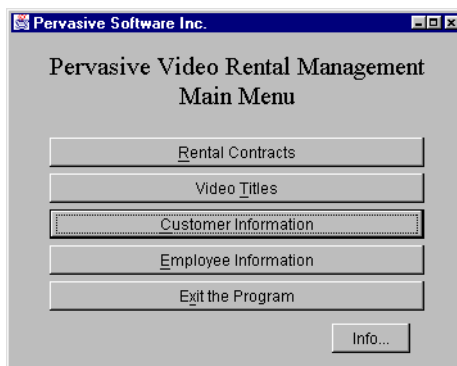 Pervasive Software Inc.
Pervasive Video Rental Management
Main Menu
Rental Contracts
Video Titles
Customer Information
Employee Information
Exit the Program
Info...